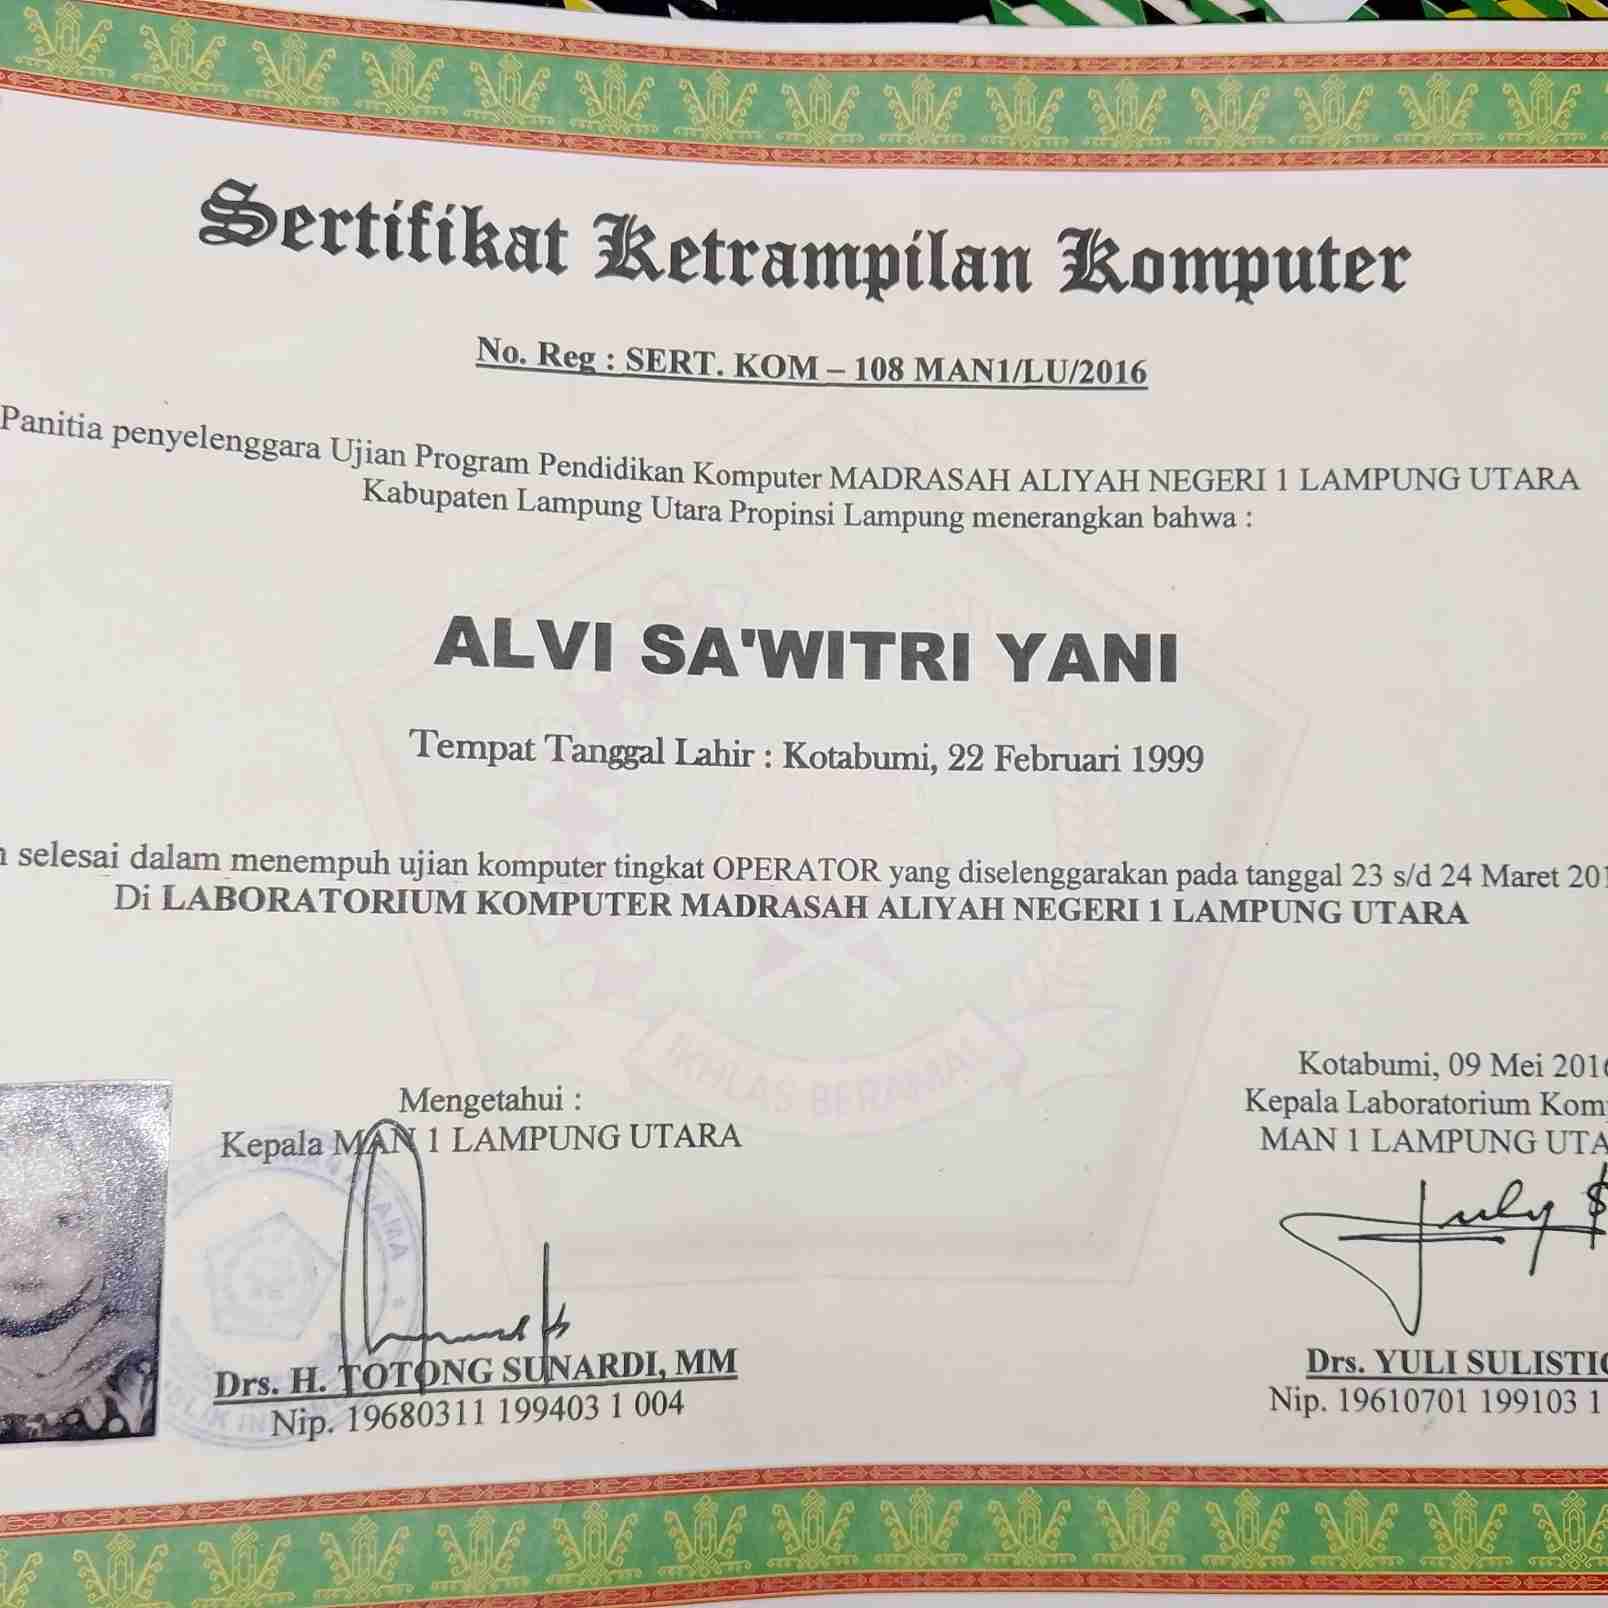 Sertifikat Ketrampilan Komputer
No. Reg : SERT. KOM – 108 MAN1/LU/2016
Panitia penyelenggara Ujian Program Pendidikan Komputer MADRASAH ALIYAH NEGERI 1 LAMPUNG UTARA
Kabupaten Lampung Utara Propinsi Lampung menerangkan bahwa :
ALVI SA'WITRI YANI
Tempat Tanggal Lahir : Kotabumi, 22 Februari 1999
selesai dalam menempuh ujian komputer tingkat OPERATOR yang diselenggarakan pada tanggal 23 s/d 24 Maret 201
Di LABORATORIUM KOMPUTER MADRASAH ALIYAH NEGERI 1 LAMPUNG UTARA
IKHLAS BERAMAL
Mengetahui :
Kepala MAN 1 LAMPUNG UTARA
Drs. H. TOTONG SUNARDI, MM
Nip. 19680311 199403 1 004
Kotabumi, 09 Mei 2016
Kepala Laboratorium Komp
MAN 1 LAMPUNG UTA
Drs. YULI SULISTIO
Nip. 19610701 199103 1